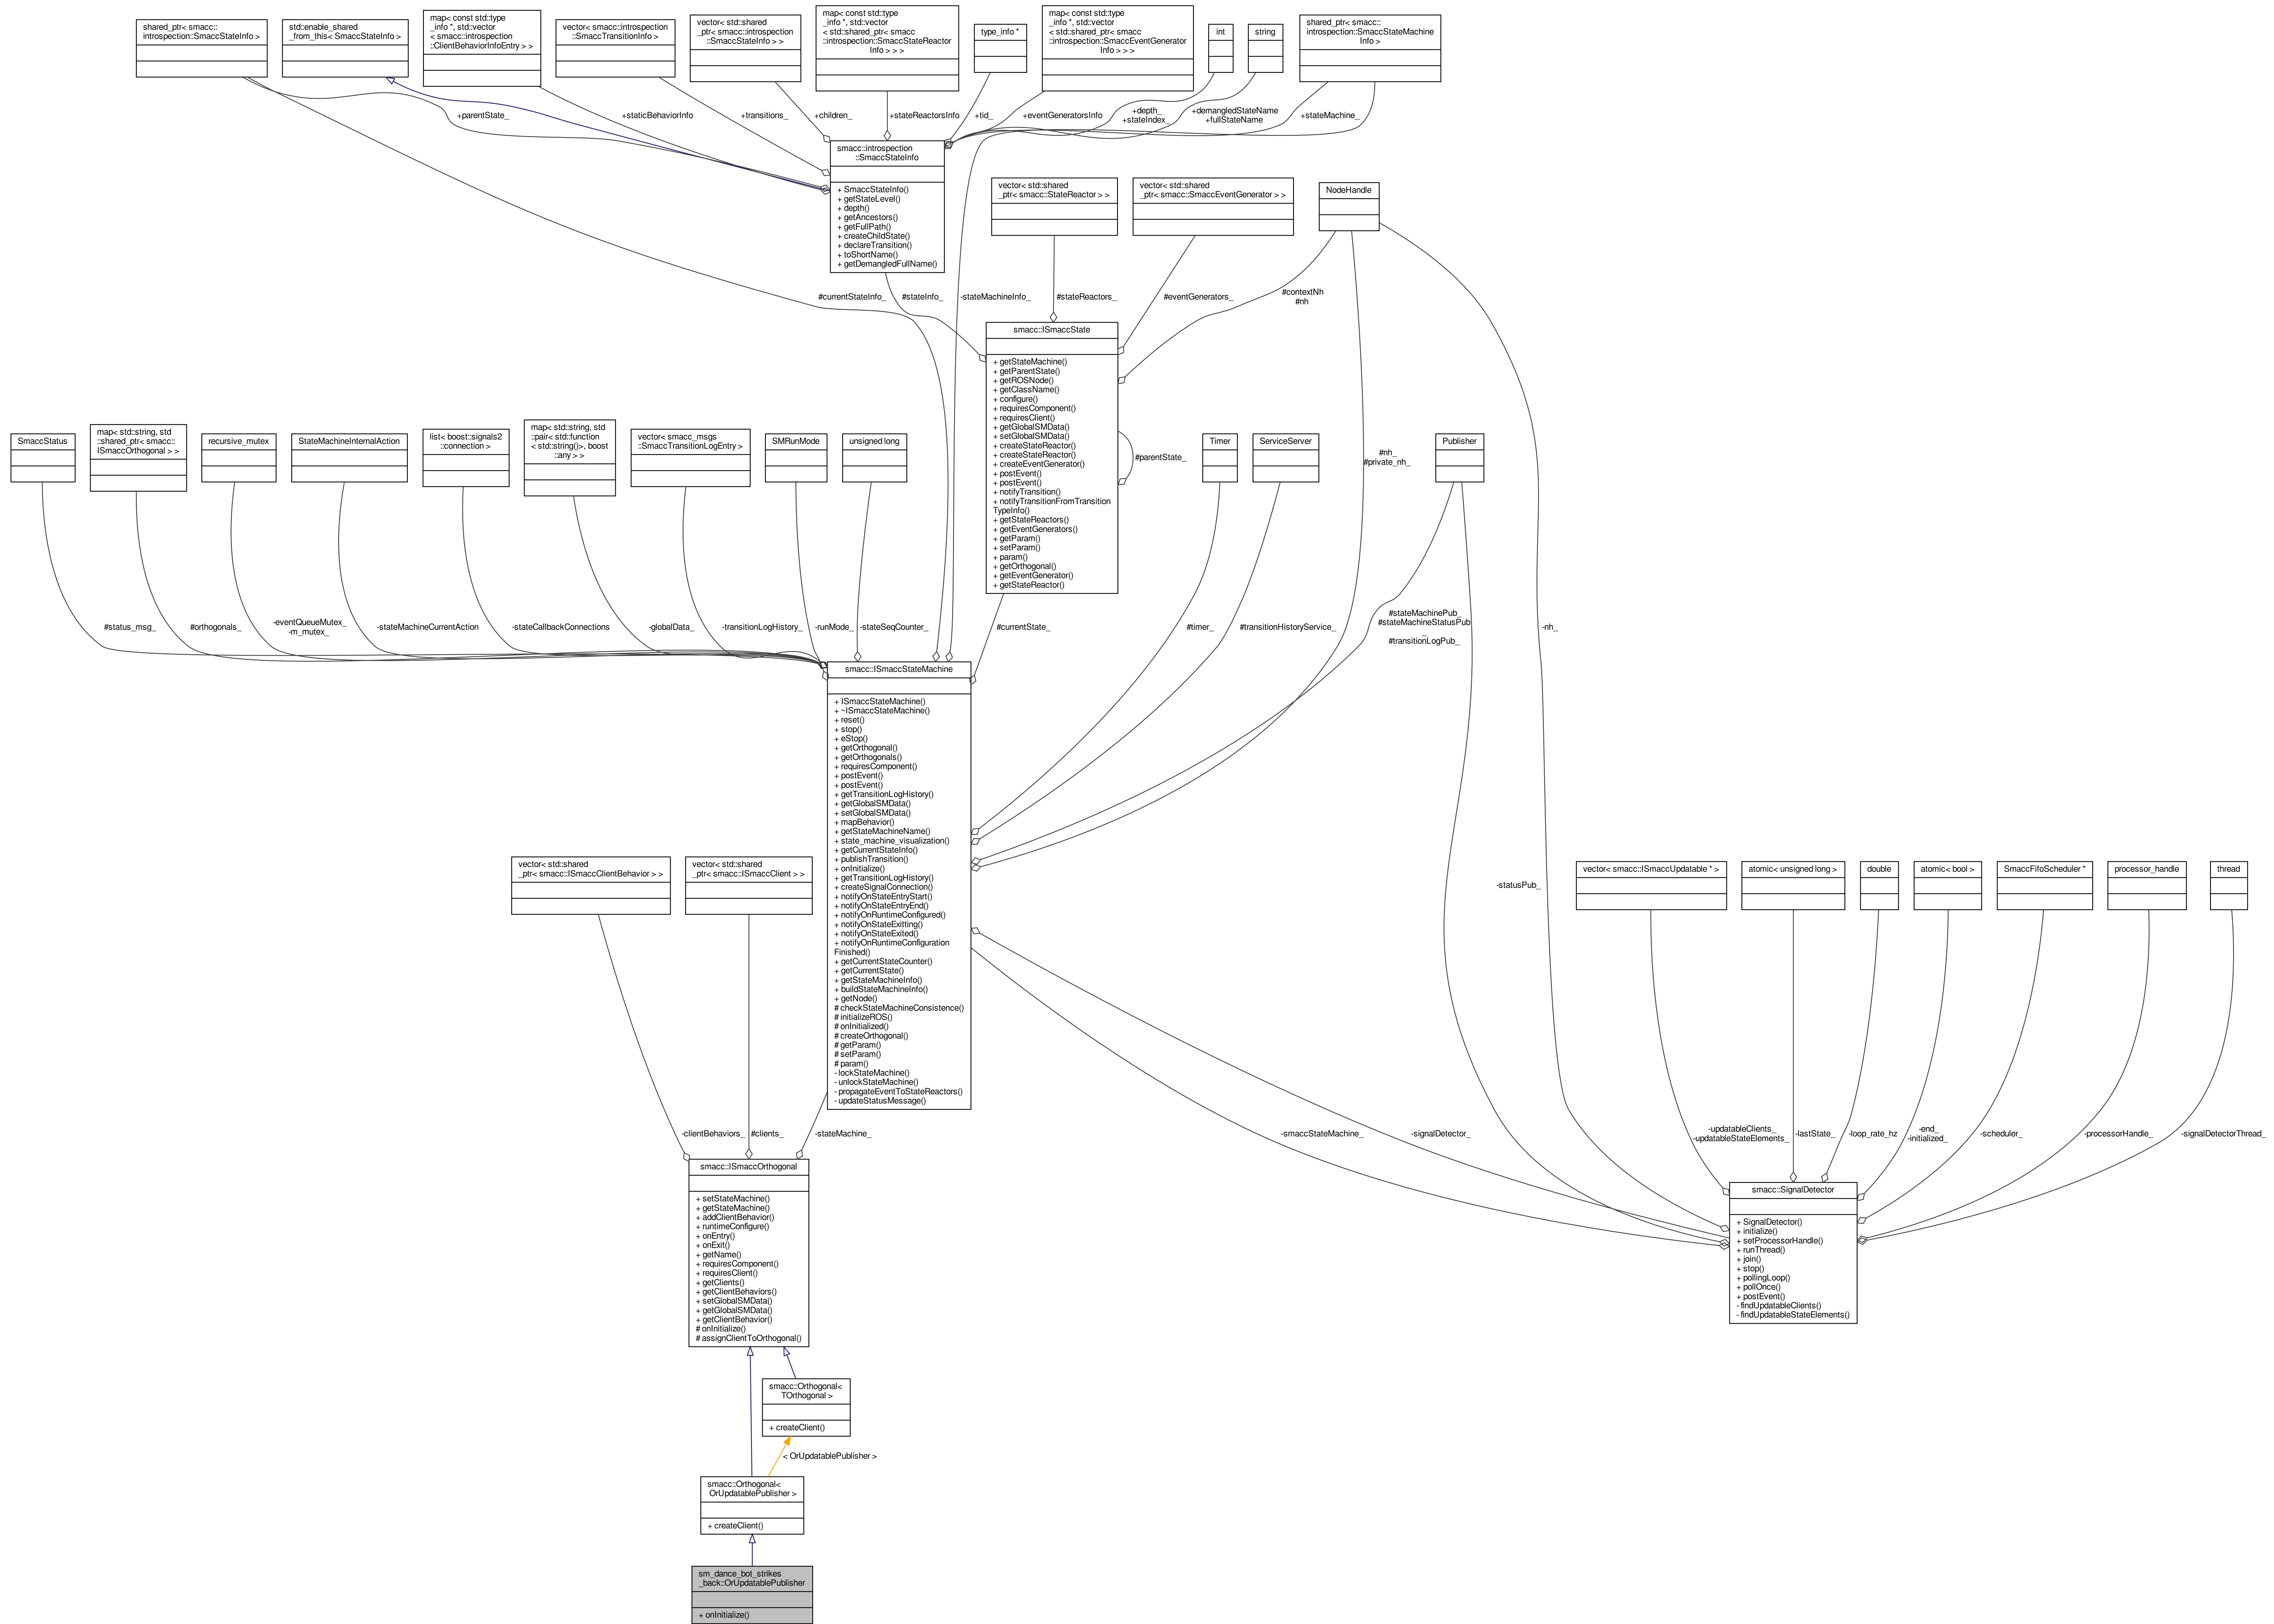 shared_ptr< smacc::
introspection::SmaccStateInfo >
std::enable_shared
_from_this< SmaccStateInfo >
map< const std::type
_info *, std::vector
< smacc::introspection
::ClientBehaviorInfoEntry > >
vector< smacc::introspection
::SmaccTransitionInfo >
vector< std::shared
_ptr< smacc::introspection
::SmaccStateInfo > >
map< const std::type
_info *, std::vector
< std::shared_ptr< smacc
::introspection::SmaccStateReactor
Info > > >
type_info *
map< const std::type
_info *, std::vector
< std::shared_ptr< smacc
::introspection::SmaccEventGenerator
Info > > >
int
string
shared_ptr< smacc::
introspection::SmaccStateMachine
Info >
+parentState_
+staticBehaviorInfo
+transitions_
+children_
+stateReactorsInfo
+tid_
+eventGeneratorsInfo
+depth_
+stateIndex_
+demangledStateName
+fullStateName
+stateMachine_
smacc::introspection
::SmaccStateInfo
+ SmaccStateInfo()
+ getStateLevel()
+ depth()
+ getAncestors()
+ getFullPath()
+ createChildState()
+ declareTransition()
+ toShortName()
+ getDemangledFullName()
vector< std::shared
_ptr< smacc::StateReactor > >
vector< std::shared
_ptr< smacc::SmaccEventGenerator > >
NodeHandle
#currentStateInfo_
#stateInfo_
-stateMachineInfo_
#stateReactors_
#eventGenerators_
#contextNh
#nh
smacc::ISmaccState
+ getStateMachine()
+ getParentState()
+ getROSNode()
+ getClassName()
+ configure()
+ requiresComponent()
+ requiresClient()
+ getGlobalSMData()
+ setGlobalSMData()
+ createStateReactor()
+ createStateReactor()
+ createEventGenerator()
+ postEvent()
+ postEvent()
+ notifyTransition()
+ notifyTransitionFromTransition
TypeInfo()
+ getStateReactors()
+ getEventGenerators()
+ getParam()
+ setParam()
+ param()
+ getOrthogonal()
+ getEventGenerator()
+ getStateReactor()
#parentState_
SmaccStatus
map< std::string, std
::shared_ptr< smacc::
ISmaccOrthogonal > >
recursive_mutex
StateMachineInternalAction
list< boost::signals2
::connection >
map< std::string, std
::pair< std::function
< std::string()>, boost
::any > >
vector< smacc_msgs
::SmaccTransitionLogEntry >
SMRunMode
unsigned long
Timer
ServiceServer
#nh_
#private_nh_
Publisher
#status_msg_
#orthogonals_
-eventQueueMutex_
-m_mutex_
-stateMachineCurrentAction
-stateCallbackConnections
-globalData_
-transitionLogHistory_
-runMode_
-stateSeqCounter_
#currentState_
#timer_
#transitionHistoryService_
#stateMachinePub_
#stateMachineStatusPub
_
#transitionLogPub_
-nh_
smacc::ISmaccStateMachine
+ ISmaccStateMachine()
+ ~ISmaccStateMachine()
+ reset()
+ stop()
+ eStop()
+ getOrthogonal()
+ getOrthogonals()
+ requiresComponent()
+ postEvent()
+ postEvent()
+ getTransitionLogHistory()
+ getGlobalSMData()
+ setGlobalSMData()
+ mapBehavior()
+ getStateMachineName()
+ state_machine_visualization()
+ getCurrentStateInfo()
+ publishTransition()
+ onInitialize()
+ getTransitionLogHistory()
+ createSignalConnection()
+ notifyOnStateEntryStart()
+ notifyOnStateEntryEnd()
+ notifyOnRuntimeConfigured()
+ notifyOnStateExitting()
+ notifyOnStateExited()
+ notifyOnRuntimeConfiguration
Finished()
+ getCurrentStateCounter()
+ getCurrentState()
+ getStateMachineInfo()
+ buildStateMachineInfo()
+ getNode()
# checkStateMachineConsistence()
# initializeROS()
# onInitialized()
# createOrthogonal()
# getParam()
# setParam()
# param()
- lockStateMachine()
- unlockStateMachine()
- propagateEventToStateReactors()
- updateStatusMessage()
vector< std::shared
_ptr< smacc::ISmaccClientBehavior > >
vector< std::shared
_ptr< smacc::ISmaccClient > >
-statusPub_
vector< smacc::ISmaccUpdatable * >
atomic< unsigned long >
double
atomic< bool >
SmaccFifoScheduler *
processor_handle
thread
-clientBehaviors_
#clients_
-stateMachine_
-smaccStateMachine_
-signalDetector_
-updatableClients_
-updatableStateElements_
-lastState_
-loop_rate_hz
-end_
-initialized_
-scheduler_
-processorHandle_
-signalDetectorThread_
smacc::ISmaccOrthogonal
+ setStateMachine()
+ getStateMachine()
+ addClientBehavior()
+ runtimeConfigure()
+ onEntry()
+ onExit()
+ getName()
+ requiresComponent()
+ requiresClient()
+ getClients()
+ getClientBehaviors()
+ setGlobalSMData()
+ getGlobalSMData()
+ getClientBehavior()
# onInitialize()
# assignClientToOrthogonal()
smacc::SignalDetector
+ SignalDetector()
+ initialize()
+ setProcessorHandle()
+ runThread()
+ join()
+ stop()
+ pollingLoop()
+ pollOnce()
+ postEvent()
- findUpdatableClients()
- findUpdatableStateElements()
smacc::Orthogonal<
TOrthogonal >
+ createClient()
< OrUpdatablePublisher >
smacc::Orthogonal<
OrUpdatablePublisher >
+ createClient()
sm_dance_bot_strikes
_back::OrUpdatablePublisher
+ onInitialize()